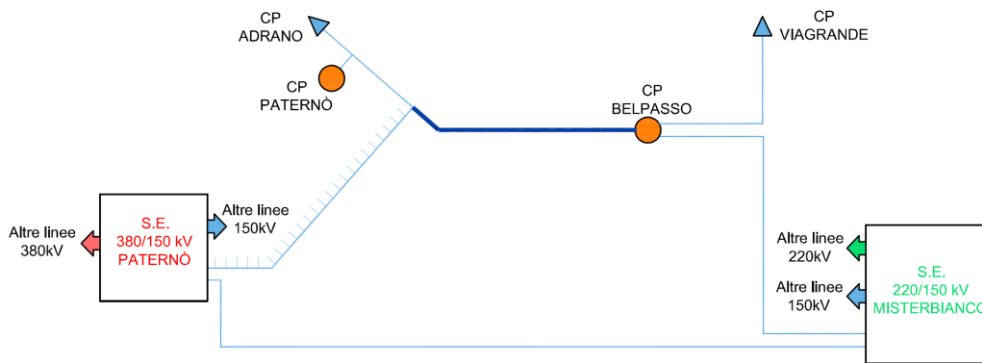 CP
ADRANO
CP
VIAGRANDE
CP
PATERNÒ
CP
BELPASSO
S.E.
380/150 kV
PATERNÒ
Altre linee
150kV
Altre linee
380kV
Altre linee
220kV
Altre linee
150kV
S.E.
220/150 kV
MISTERBIANCO